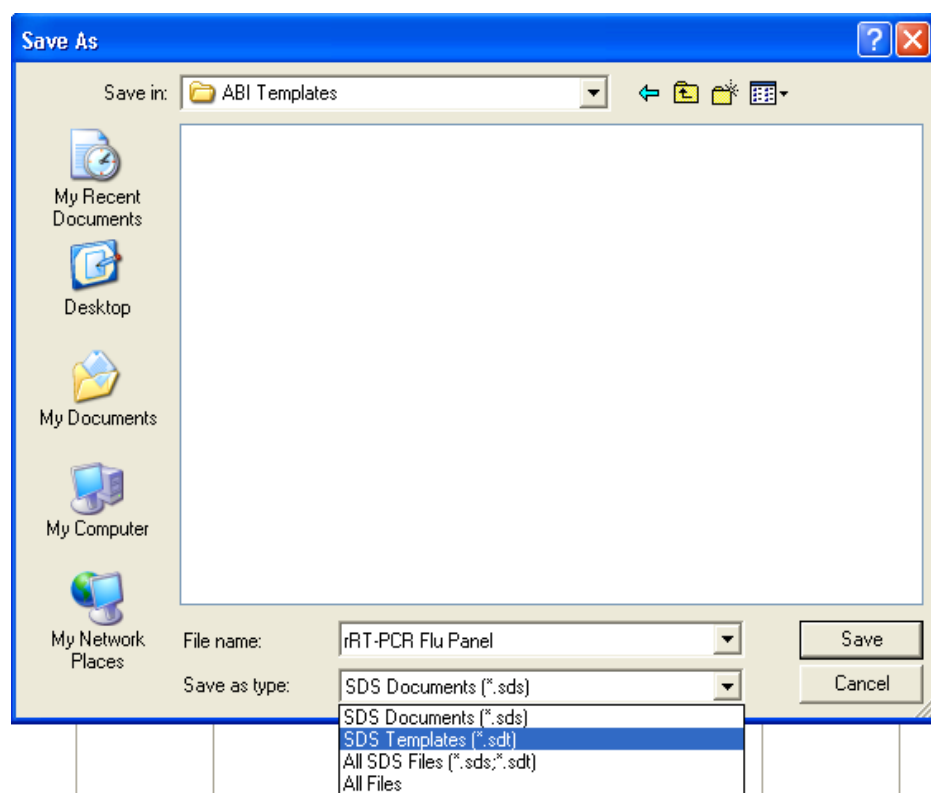 Save As
Save in: ABI Templates
My Recent
Documents
Desktop
My Documents
My Computer
My Network
Places
File name: rRT-PCR Flu Panel Save
Save as type: SDS Documents (*.sds) Cancel
SDS Documents (*.sds)
SDS Templates (*.sdt)
All SDS Files (*.sds;*.sdt)
All Files